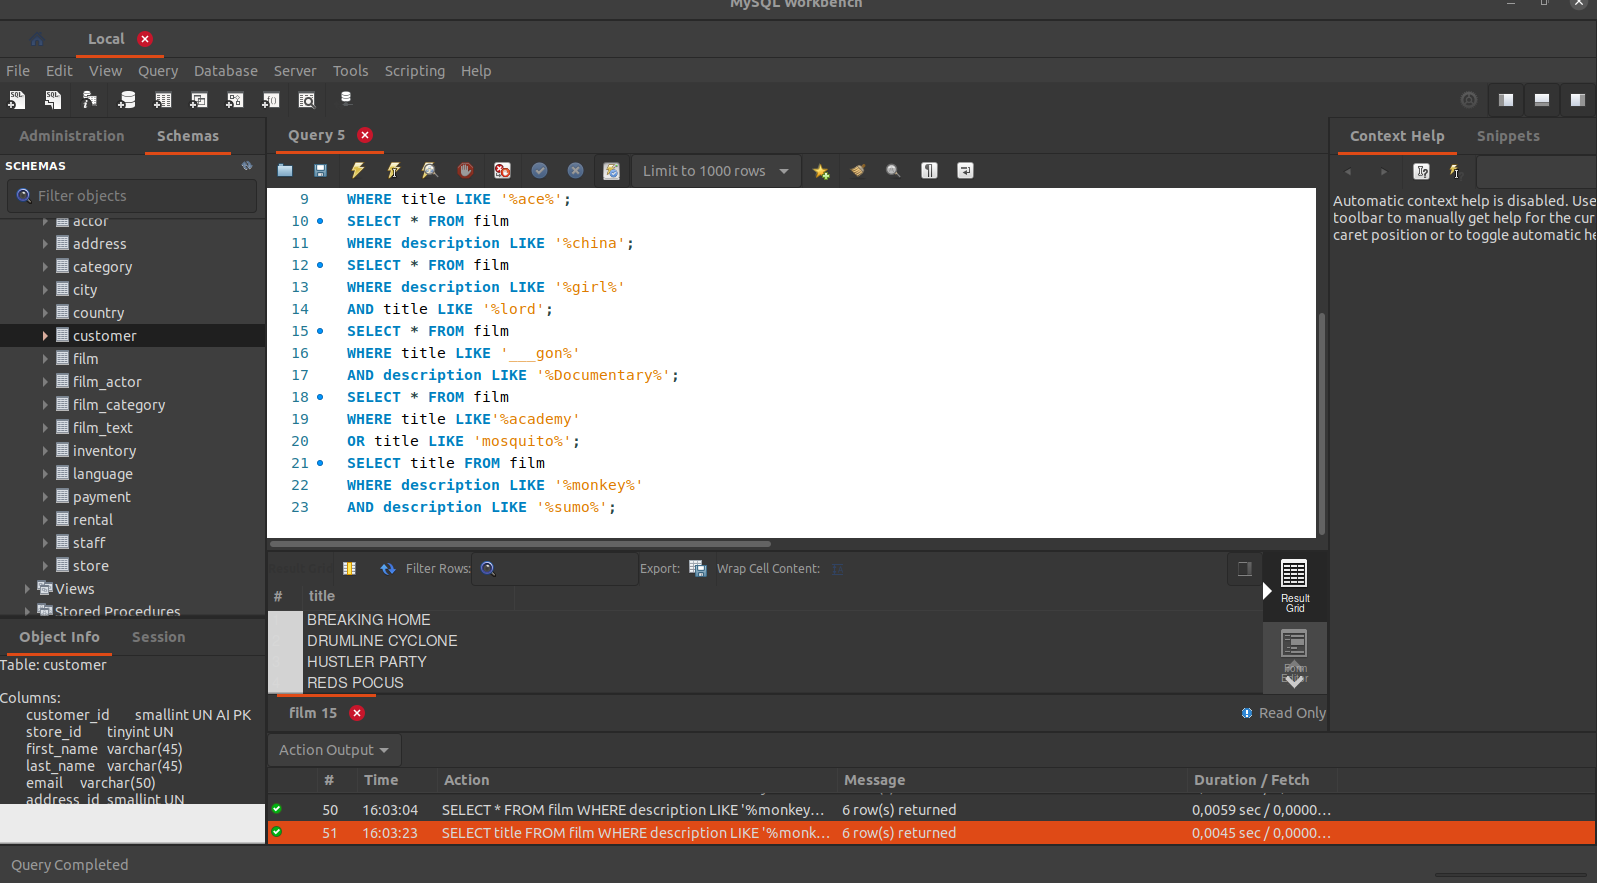 MySQL Workbench
Local
File Edit View Query Database Server Tools Scripting Help
Administration Schemas
SCHEMAS
Filter objects
actor
address
category
city
country
customer
film
film_actor
film_category
film_text
inventory
language
payment
rental
staff
store
Views
Stored Procedures
Object Info Session
Table: customer
Columns:
customer_id smallint UN AI PK
store_id tinyint UN
first_name varchar(45)
last_name varchar(45)
email varchar(50)
address_id smallint UN
Query 5
Limit to 1000 rows
9 WHERE title LIKE '%ace%';
10 SELECT * FROM film
11 WHERE description LIKE '%china';
12 SELECT * FROM film
13 WHERE description LIKE '%girl%'
14 AND title LIKE '%lord';
15 SELECT * FROM film
16 WHERE title LIKE '___gon%'
17 AND description LIKE '%Documentary%';
18 SELECT * FROM film
19 WHERE title LIKE'%academy'
20 OR title LIKE 'mosquito%';
21 SELECT title FROM film
22 WHERE description LIKE '%monkey%'
23 AND description LIKE '%sumo%';
Filter Rows: Export: Wrap Cell Content:
# title
BREAKING HOME
DRUMLINE CYCLONE
HUSTLER PARTY
REDS POCUS
Result
Grid
Form
Editor
film 15
Read Only
Action Output
# Time Action Message Duration / Fetch
50 16:03:04 SELECT * FROM film WHERE description LIKE '%monkey... 6 row(s) returned 0,0059 sec / 0,0000...
51 16:03:23 SELECT title FROM film WHERE description LIKE '%monk... 6 row(s) returned 0,0045 sec / 0,0000...
Context Help Snippets
Automatic context help is disabled. Use
toolbar to manually get help for the cur
caret position or to toggle automatic he
Query Completed